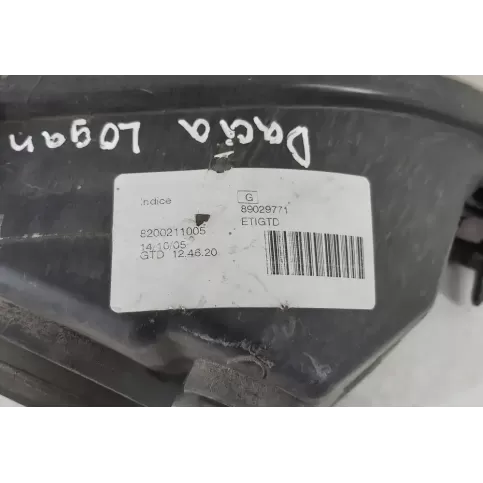 Dacia Logan
Indice
G
89029771
ETIGTD
8200211005
14/10/05
GTD 12.46.20